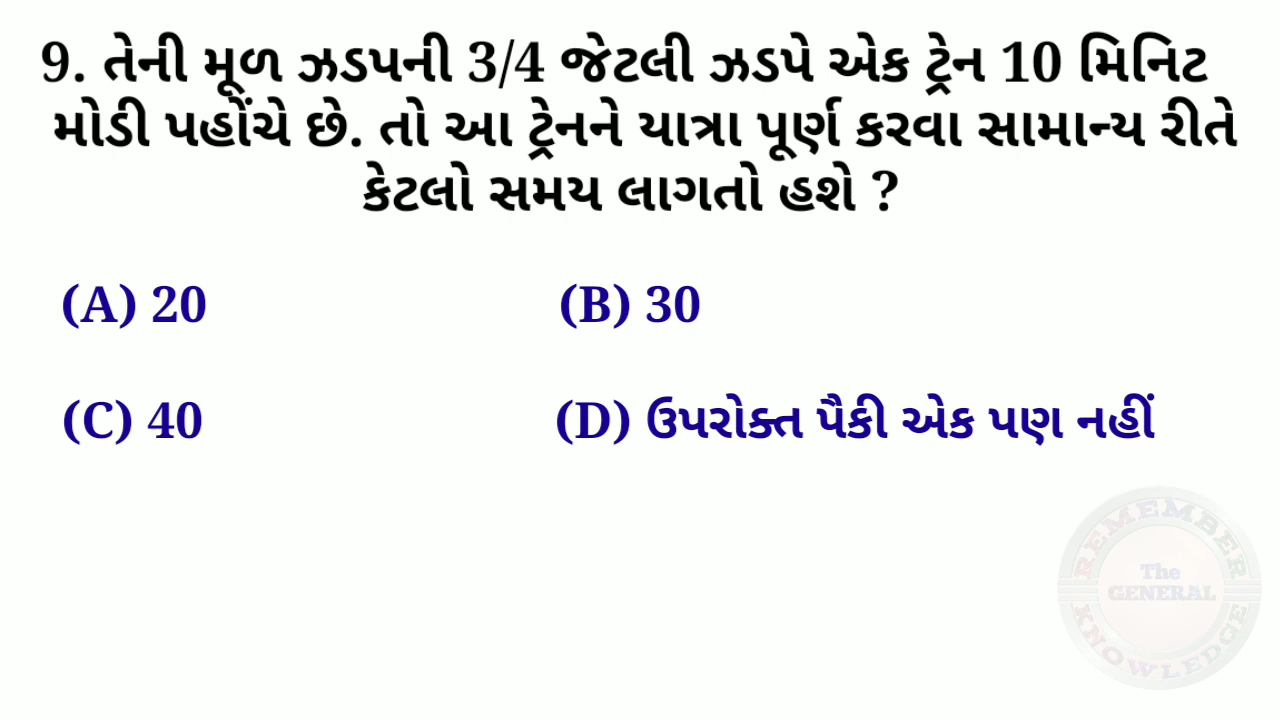 9. તેની મૂળ ઝડપની 3/4 જેટલી ઝડપે એક ટ્રેન 10 મિનિટ
મોડી પહોંચે છે. તો આ ટ્રેનને યાત્રા પૂર્ણ કરવા સામાન્ય રીતે
કેટલો સમય લાગતો હશે ?
(A) 20 (B) 30
(C) 40 (D) ઉપરોક્ત પૈકી એક પણ નહીં
REMEMBER
The
GENERAL
KNOWLEDGE